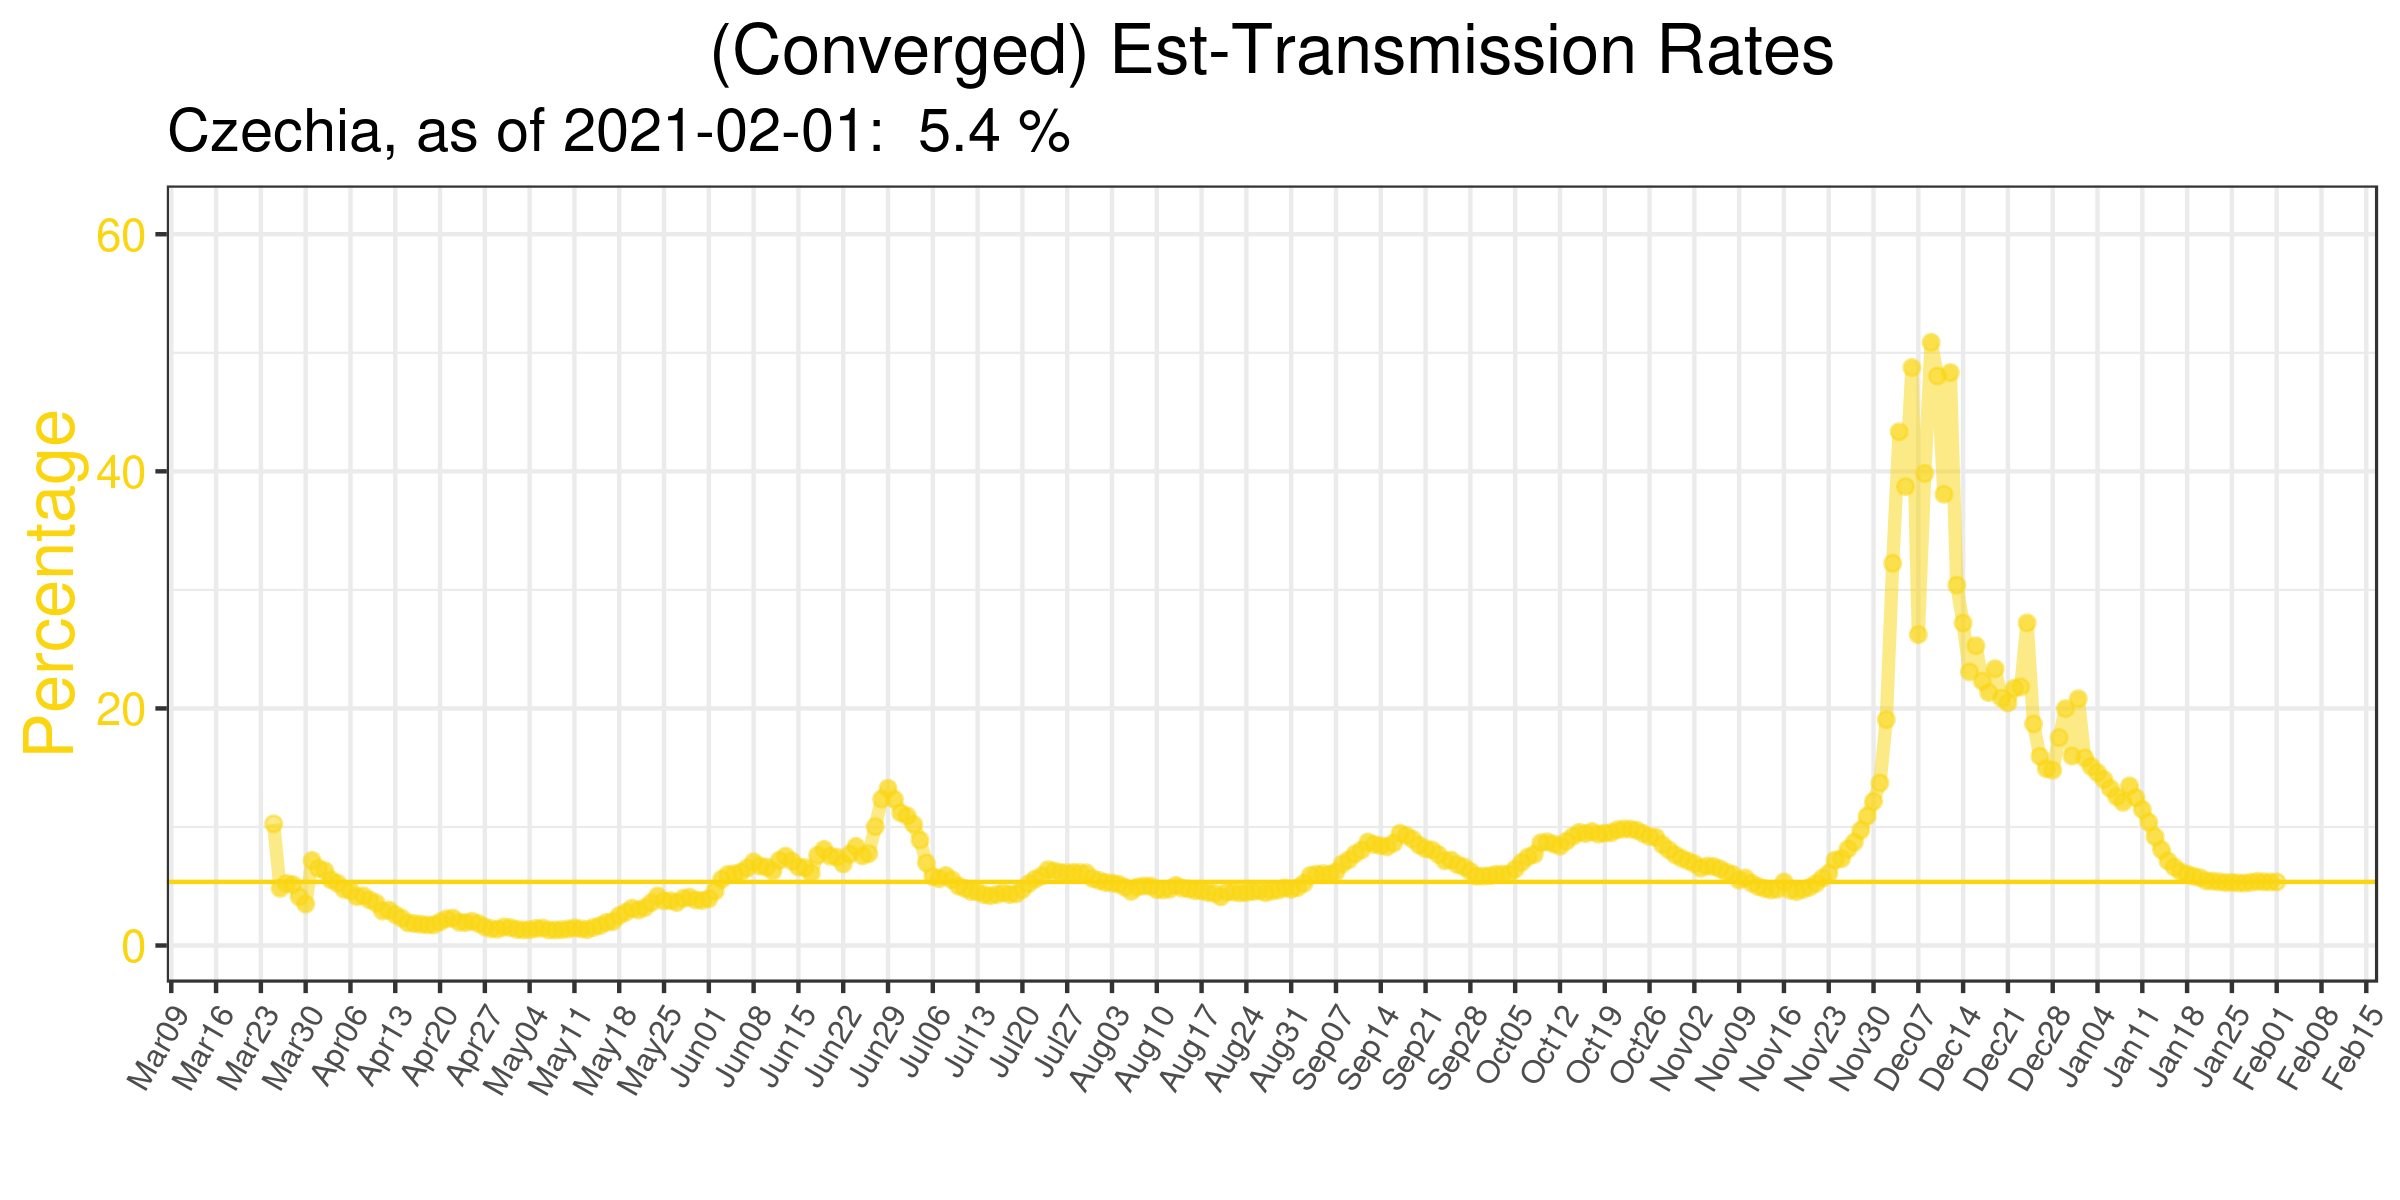 (Converged) Est-Transmission Rates
Czechia, as of 2021-02-01:  5.4 %
Percentage
60
40
20
0
Mar09
Mar16
Mar23
Mar30
Apr06
Apr13
Apr20
Apr27
May04
May11
May18
May25
Jun01
Jun08
Jun15
Jun22
Jun29
Jul06
Jul13
Jul20
Jul27
Aug03
Aug10
Aug17
Aug24
Aug31
Sep07
Sep14
Sep21
Sep28
Oct05
Oct12
Oct19
Oct26
Nov02
Nov09
Nov16
Nov23
Nov30
Dec07
Dec14
Dec21
Dec28
Jan04
Jan11
Jan18
Jan25
Feb01
Feb08
Feb15